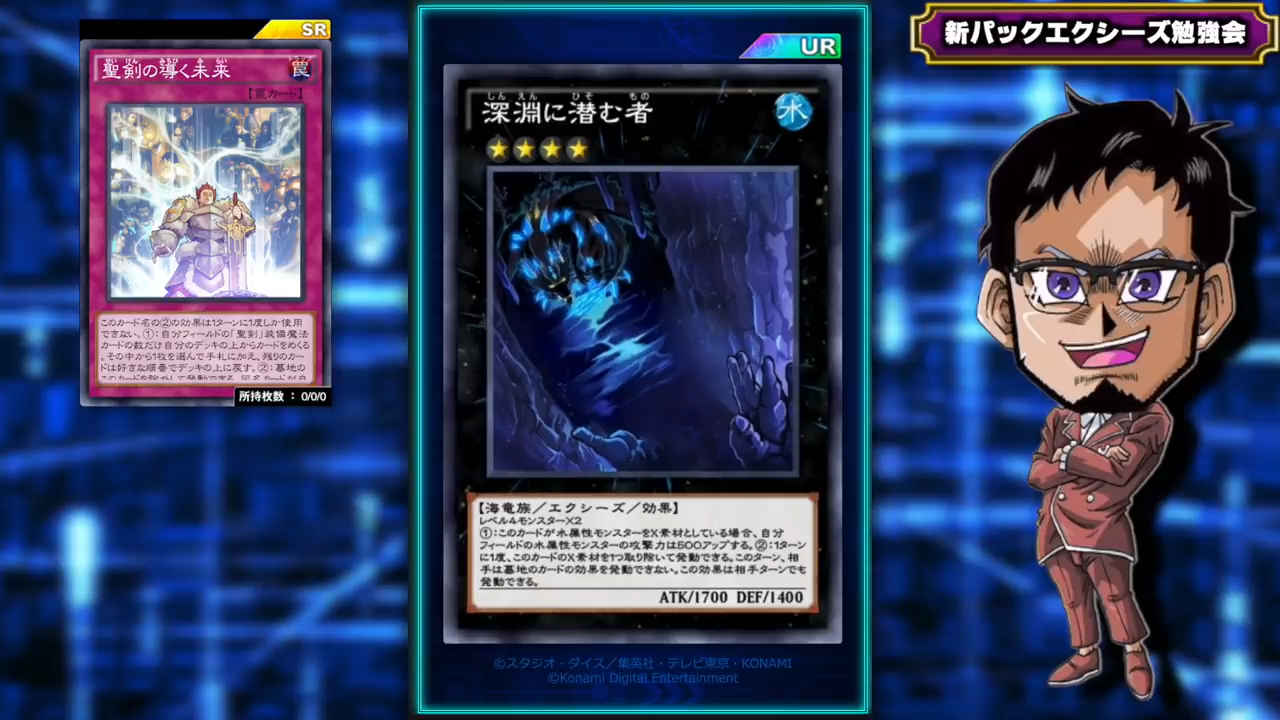 新パックエクシーズ勉強会
SR
聖剣の導く未来
せい けん みちび み らい
罠
【罠カード】
このカード名の②の効果は1ターンに1度しか使用
できない。①：自分フィールドの「聖剣」装備魔法
カードの数だけ自分のデッキの上からカードをめくる
。その中から1枚を選んで手札に加え、残りのカー
ドは好きな順番でデッキの上に戻す。②：墓地の
所持枚数 : 0/0/0
UR
しん えん ひそ もの
深淵に潜む者
水
【海竜族／エクシーズ／効果】
レベル4モンスター×2
①：このカードが水属性モンスターをX素材としている場合、自分
フィールドの水属性モンスターの攻撃力は500アップする。②：1ターン
に1度、このカードのX素材を1つ取り除いて発動できる。このターン、相
手は墓地のカードの効果を発動できない。この効果は相手ターンでも
発動できる。
ATK/1700 DEF/1400
©スタジオ・ダイス／集英社・テレビ東京・KONAMI
©Konami Digital Entertainment